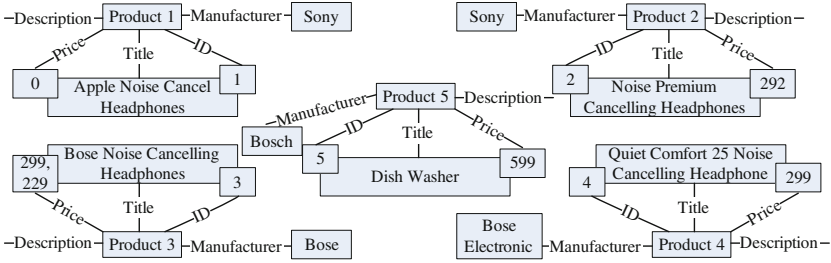 Description
Product 1
Manufacturer
Sony
Price
Title
ID
0
1
Apple Noise Cancel
Headphones
Sony
Manufacturer
Product 2
Description
ID
Title
Price
2
292
Noise Premium
Cancelling Headphones
Manufacturer
Product 5
Description
Bosch
ID
Title
Price
5
599
Dish Washer
299,
229
Bose Noise Cancelling
Headphones
3
Price
Title
ID
Description
Product 3
Manufacturer
Bose
Quiet Comfort 25 Noise
Cancelling Headphone
4
299
ID
Title
Price
Bose
Electronic
Manufacturer
Product 4
Description